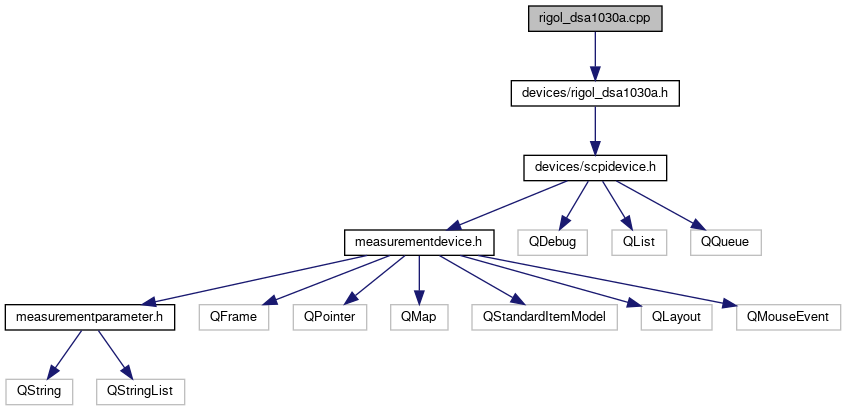 rigol_dsa1030a.cpp
devices/rigol_dsa1030a.h
devices/scpidevice.h
measurementdevice.h
QDebug
QList
QQueue
measurementparameter.h
QFrame
QPointer
QMap
QStandardItemModel
QLayout
QMouseEvent
QString
QStringList